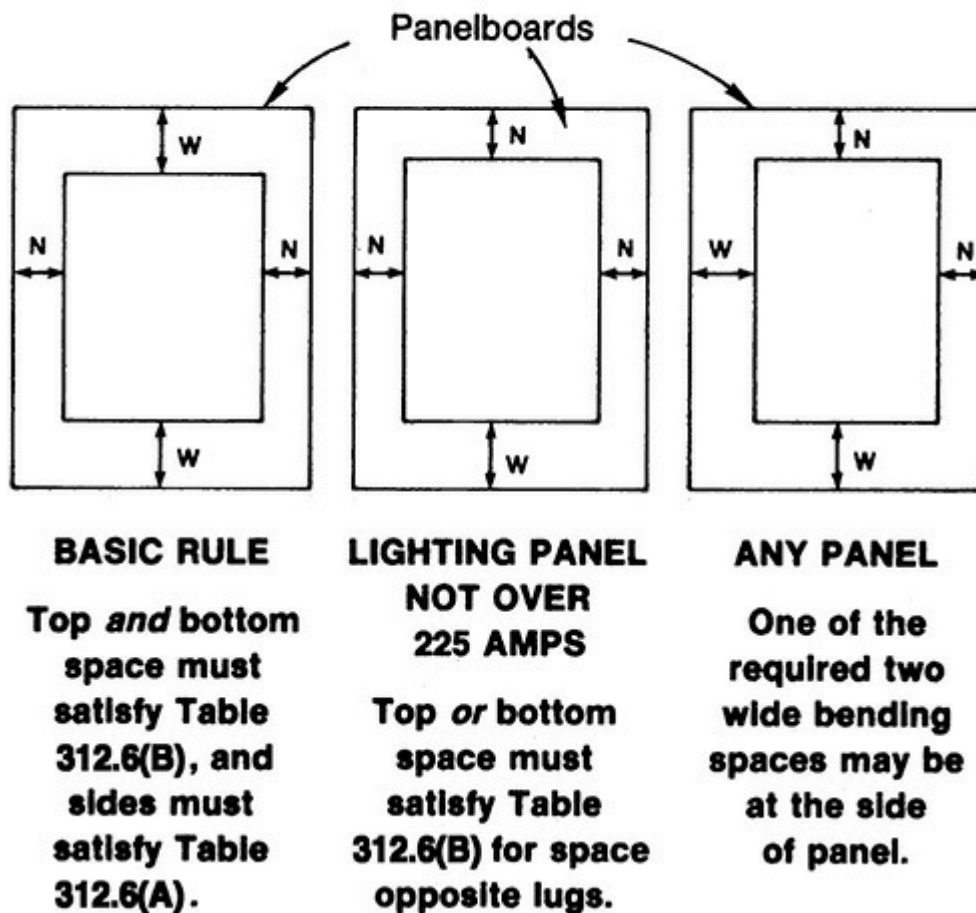 Panelboards
W
N
N
W
N
N
N
W
N
W
N
W
BASIC RULE
Top and bottom
space must
satisfy Table
312.6(B), and
sides must
satisfy Table
312.6(A).
LIGHTING PANEL
NOT OVER
225 AMPS
Top or bottom
space must
satisfy Table
312.6(B) for space
opposite lugs.
ANY PANEL
One of the
required two
wide bending
spaces may be
at the side
of panel.